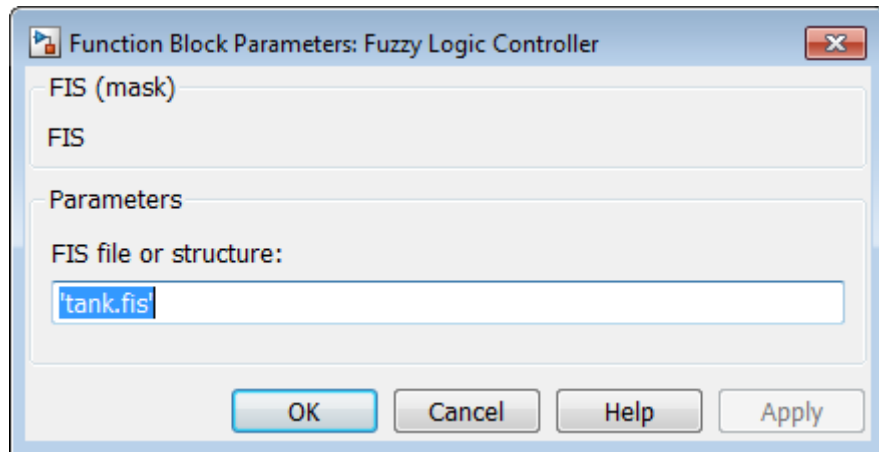 Function Block Parameters: Fuzzy Logic Controller
FIS (mask)
FIS
Parameters
FIS file or structure:
'tank.fis'
OK Cancel Help Apply